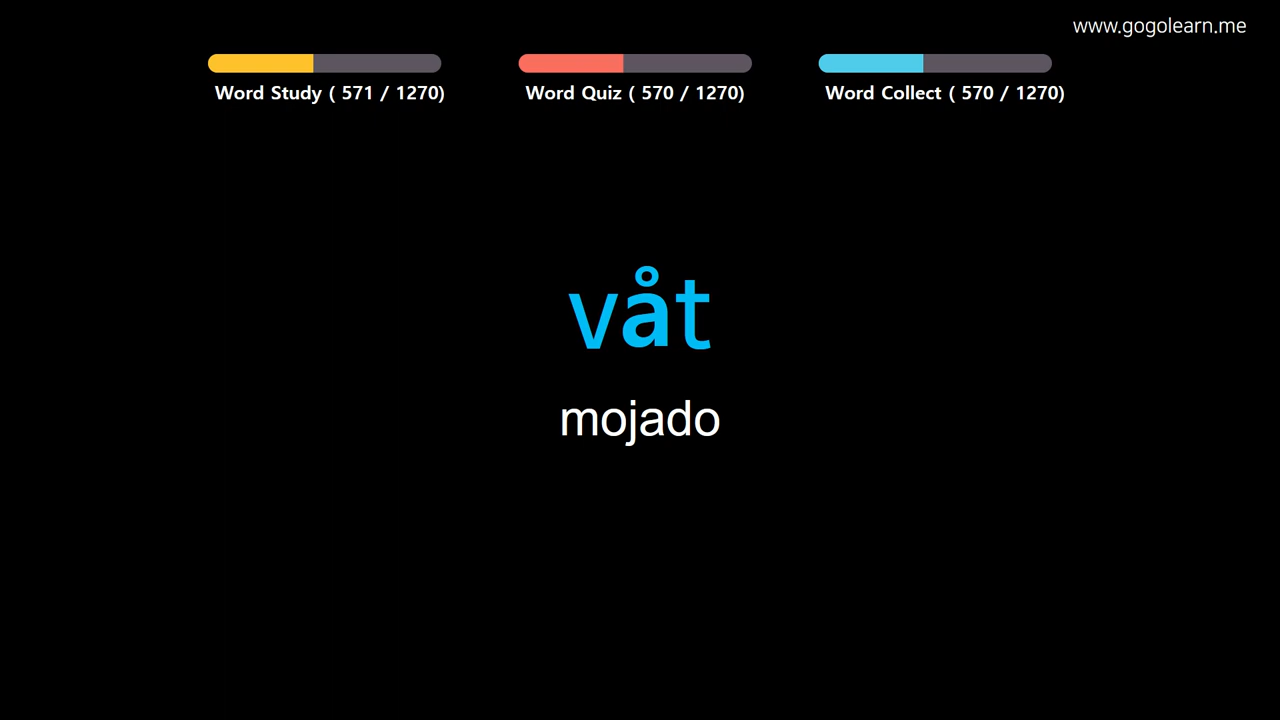 www.gogolearn.me
Word Study ( 571 / 1270)
Word Quiz ( 570 / 1270)
Word Collect ( 570 / 1270)
våt
mojado